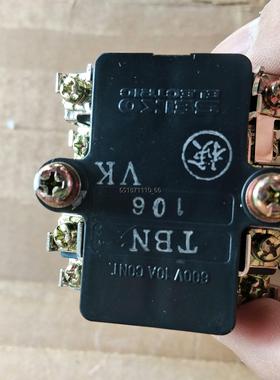 SEIKO
ELECTRIC
VK
106
TBN
600V 10A CONT.